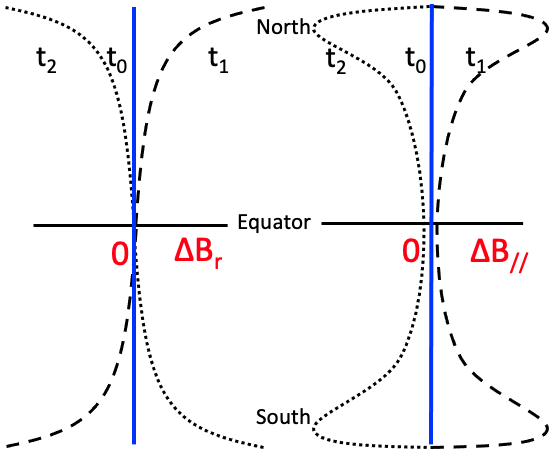 North
t₂ t₀ t₁ t₂ t₀ t₁
Equator
0 ΔBᵣ 0 ΔB//
South